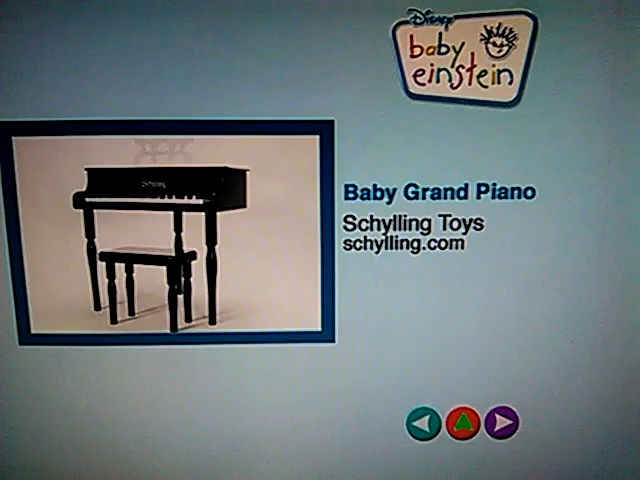 Disney
baby
einstein
Baby Grand Piano
Schylling Toys
schylling.com